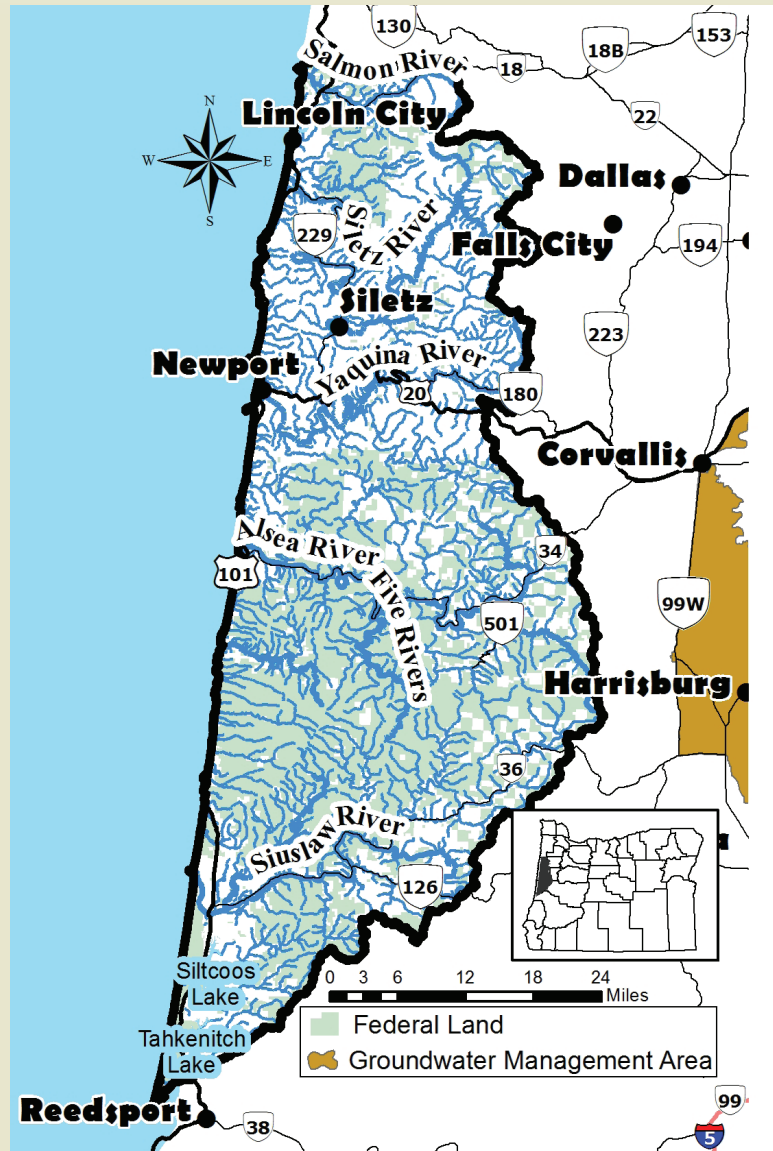 130
153
18B
Salmon River
18
Lincoln City
22
N
W
E
S
Dallas
Siletz River
229
Falls City
194
Siletz
223
Newport
Yaquina River
20
180
Corvallis
Alsea River
34
101
Five Rivers
99W
501
Harrisburg
36
Siuslaw River
126
Siltcoos
Lake
0 3 6 12 18 24
Miles
Federal Land
Tahkenitch
Lake
Groundwater Management Area
Reedsport
38
99
5